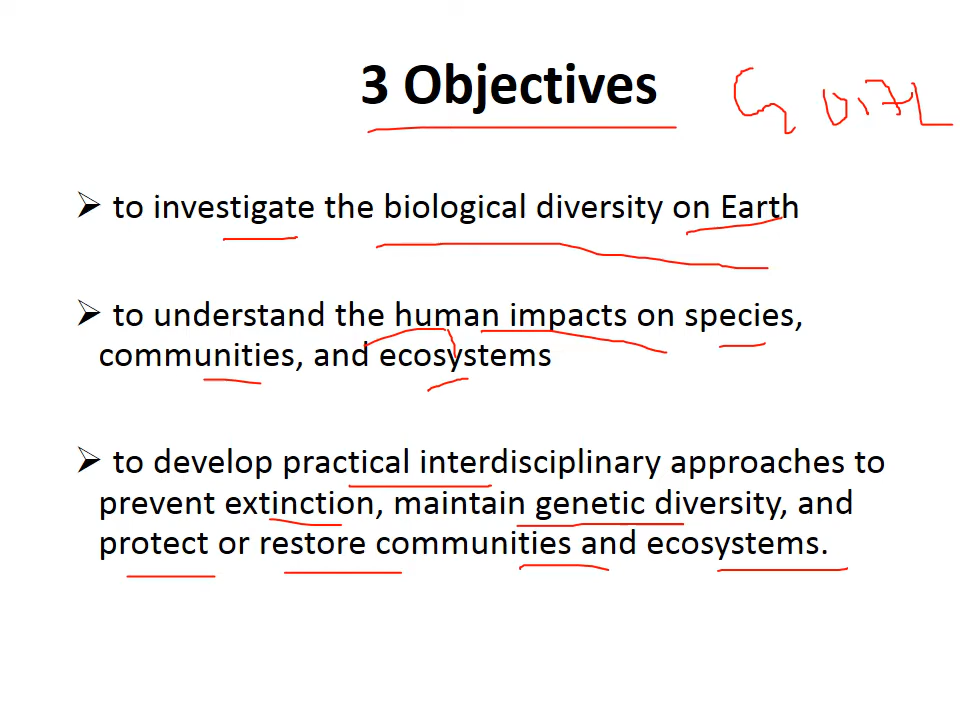 3 Objectives
➢ to investigate the biological diversity on Earth
➢ to understand the human impacts on species,
communities, and ecosystems
➢ to develop practical interdisciplinary approaches to
prevent extinction, maintain genetic diversity, and
protect or restore communities and ecosystems.